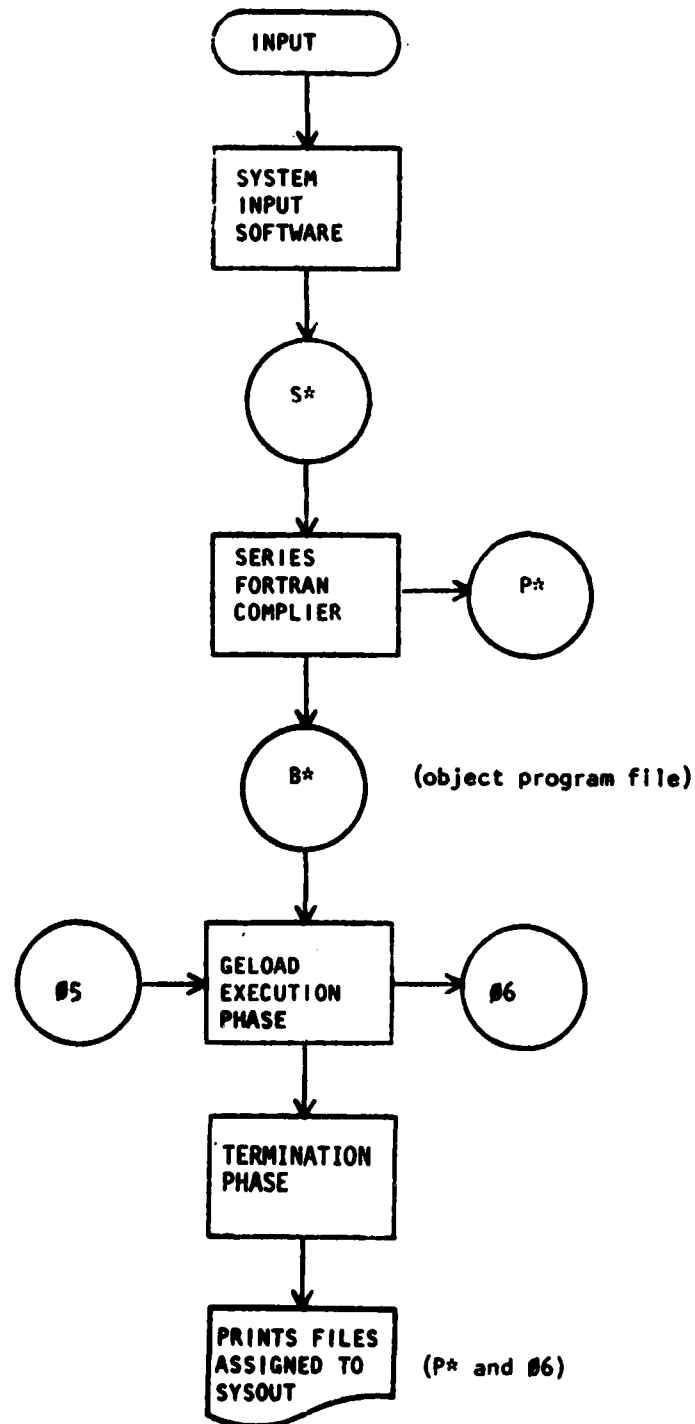 INPUT
SYSTEM
INPUT
SOFTWARE
S*
SERIES
FORTRAN
COMPLIER
P*
B*
(object program file)
Ø5
GELOAD
EXECUTION
PHASE
Ø6
TERMINATION
PHASE
PRINTS FILES
ASSIGNED TO
SYSOUT
(P* and Ø6)